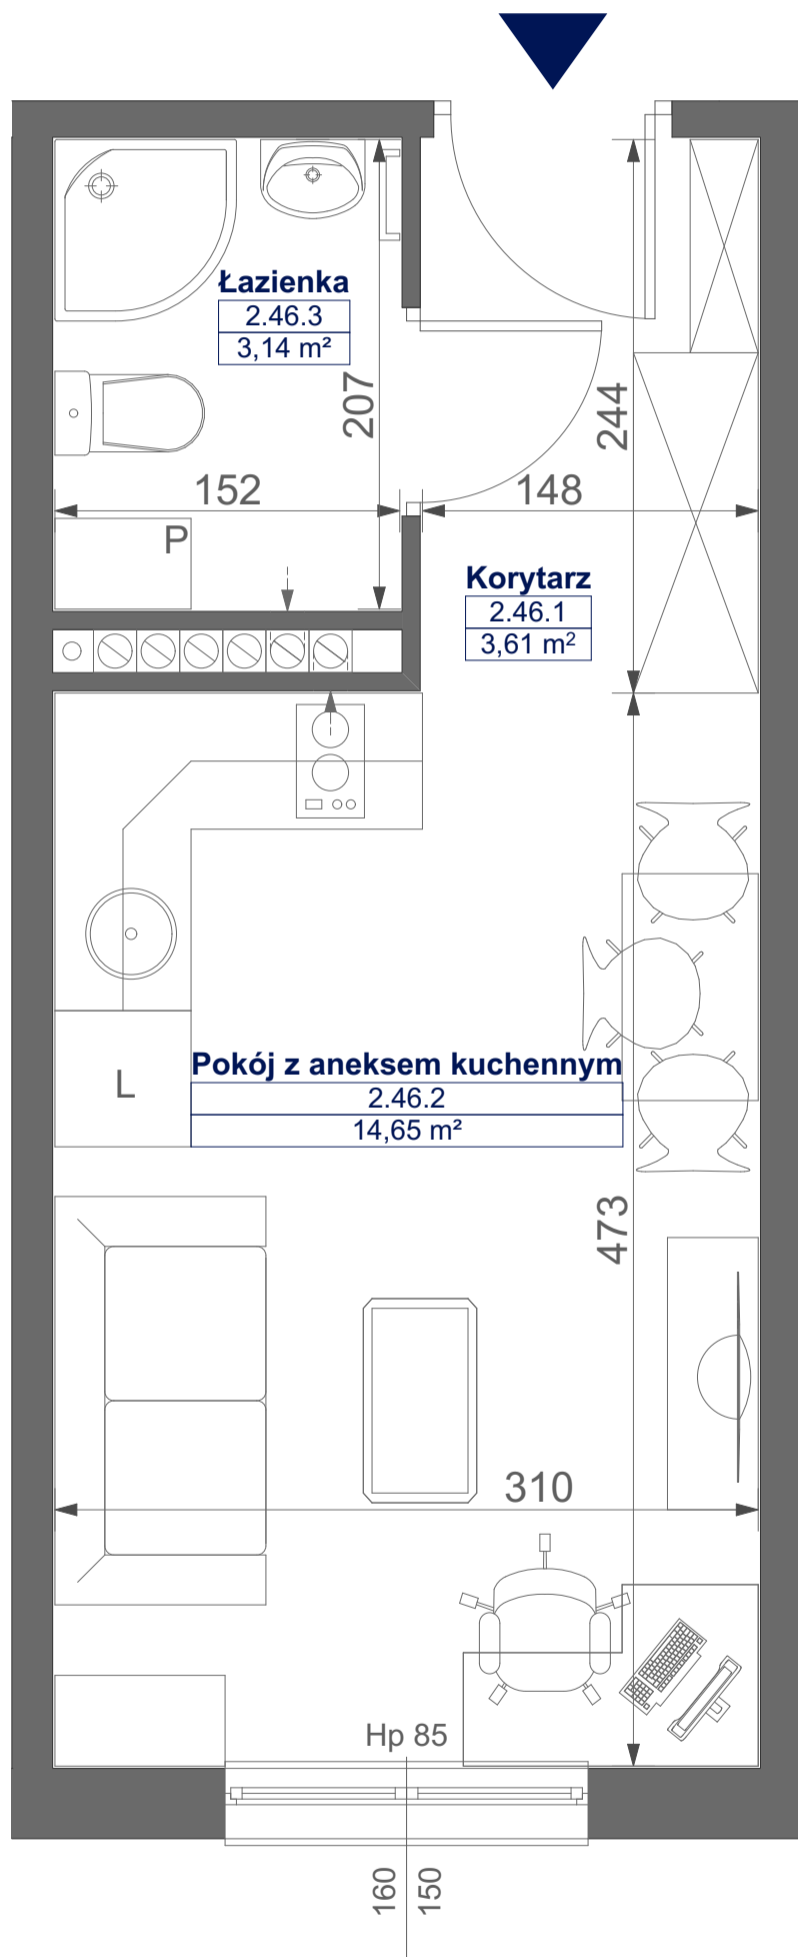 Łazienka
2.46.3
3,14 m²
207
244
152
148
P
Korytarz
2.46.1
3,61 m²
L
Pokój z aneksem kuchennym
2.46.2
14,65 m²
473
310
Hp 85
160
150